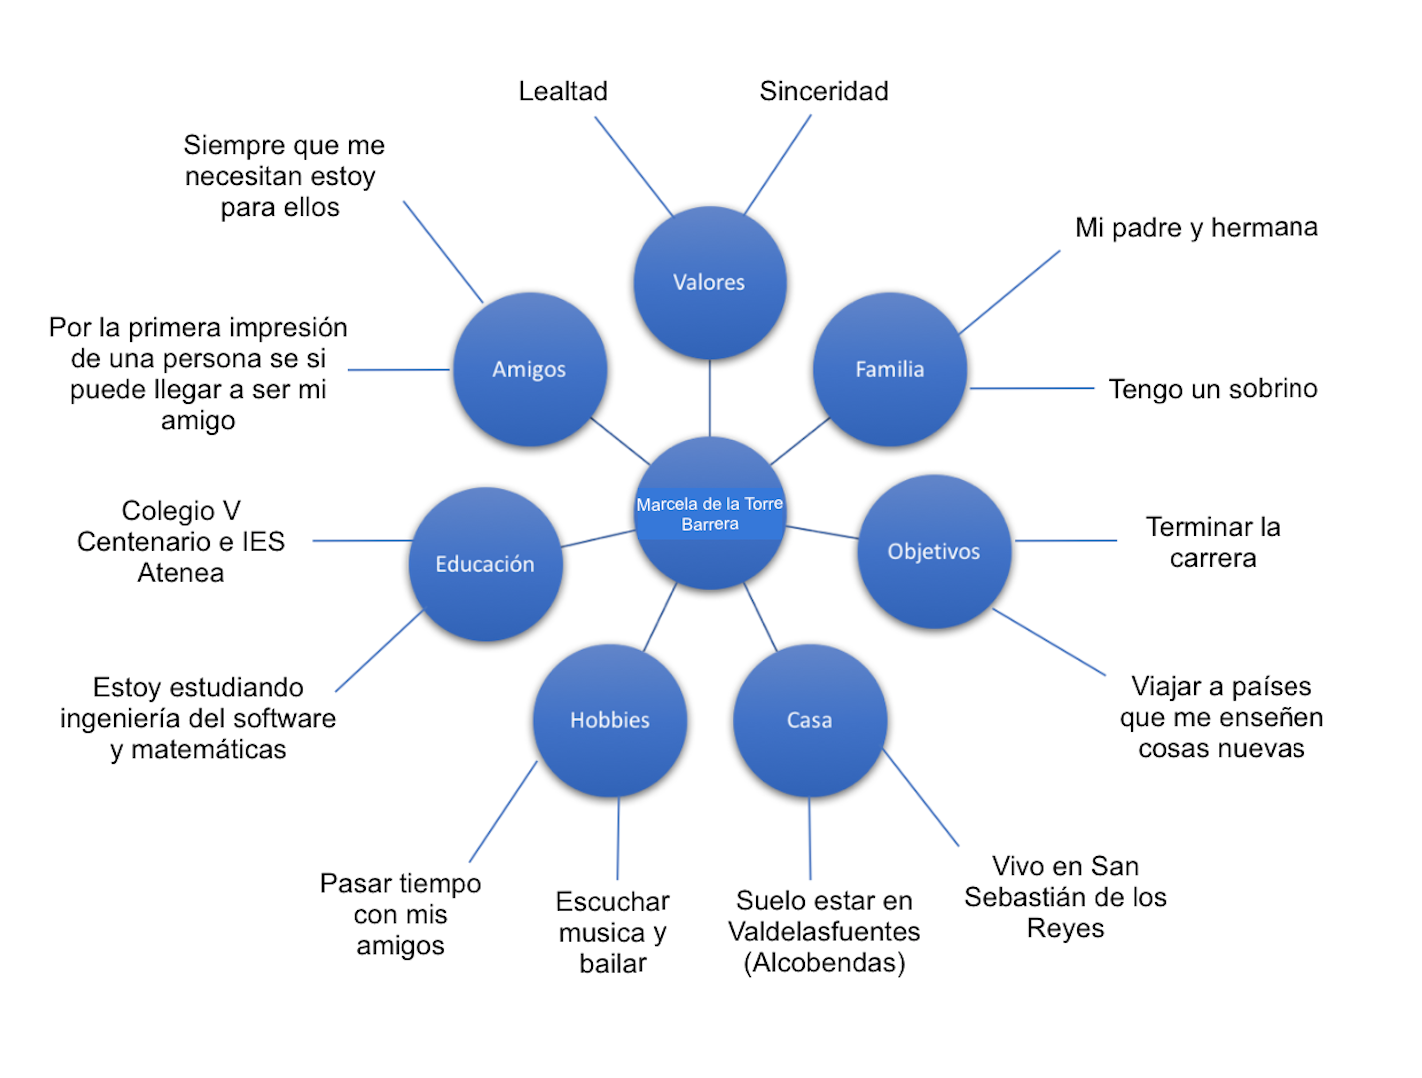 Lealtad
Sinceridad
Siempre que me
necesitan estoy
para ellos
Mi padre y hermana
Valores
Por la primera impresión
de una persona se si
puede llegar a ser mi
amigo
Amigos
Familia
Tengo un sobrino
Marcela de la Torre
Barrera
Colegio V
Centenario e IES
Atenea
Educación
Objetivos
Terminar la
carrera
Estoy estudiando
ingeniería del software
y matemáticas
Hobbies
Casa
Viajar a países
que me enseñen
cosas nuevas
Pasar tiempo
con mis
amigos
Escuchar
musica y
bailar
Suelo estar en
Valdelasfuentes
(Alcobendas)
Vivo en San
Sebastián de los
Reyes